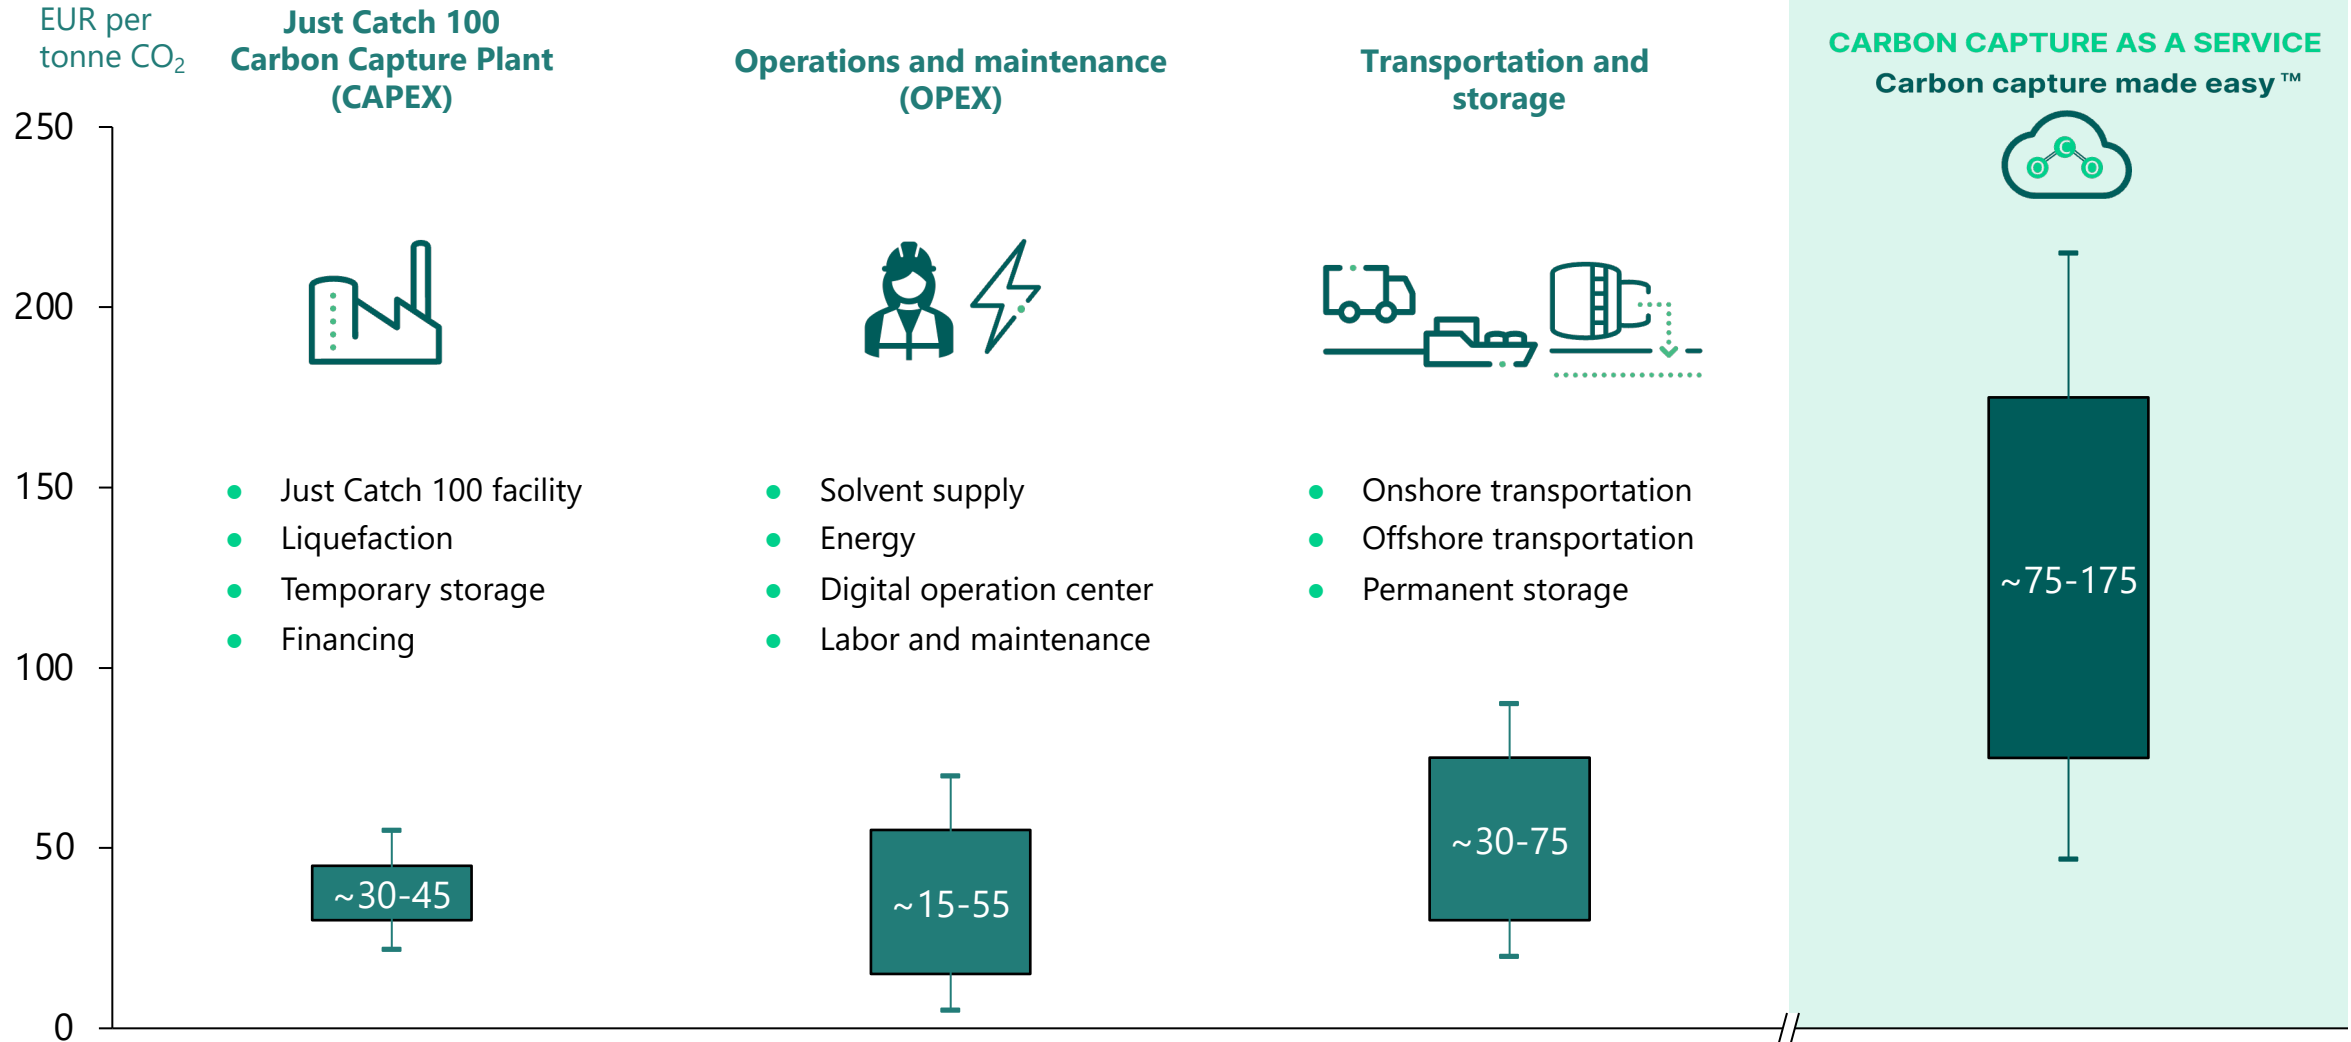 EUR per
tonne CO₂
Just Catch 100
Carbon Capture Plant
(CAPEX)
Operations and maintenance
(OPEX)
Transportation and
storage
CARBON CAPTURE AS A SERVICE
Carbon capture made easy™
C
O O
250
200
150
100
50
0
Just Catch 100 facility
Liquefaction
Temporary storage
Financing
Solvent supply
Energy
Digital operation center
Labor and maintenance
Onshore transportation
Offshore transportation
Permanent storage
~30-45
~15-55
~30-75
~75-175